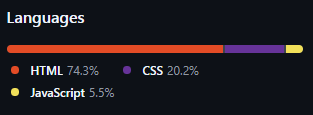 Languages
HTML 74.3% CSS 20.2%
JavaScript 5.5%